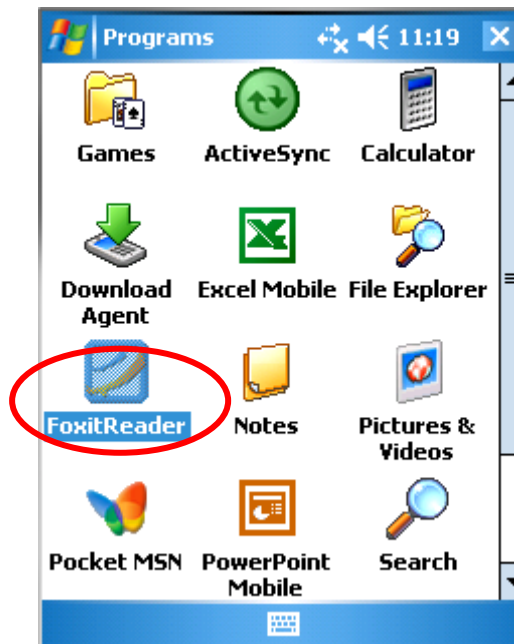 Programs 11:19
Games ActiveSync Calculator
Download Excel Mobile File Explorer
Agent
FoxitReader Notes Pictures &
Videos
Pocket MSN PowerPoint Search
Mobile